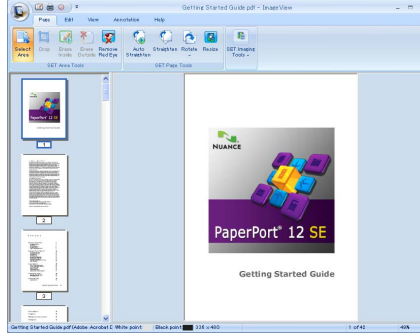 Getting Started Guide.pdf - ImageView
Page Edit View Annotation Help
Select Area
Crop
Erase Inside
Erase Outside
Remove Red Eye
Auto Straighten
Straighten
Rotate
Resize
SET Imaging Tools
SET Area Tools
SET Page Tools
1
2
3
NUANCE
PaperPort® 12 SE
Getting Started Guide
Getting Started Guide.pdf (Adobe Acrobat D White point Black point 336 x 480 1 of 42 49%